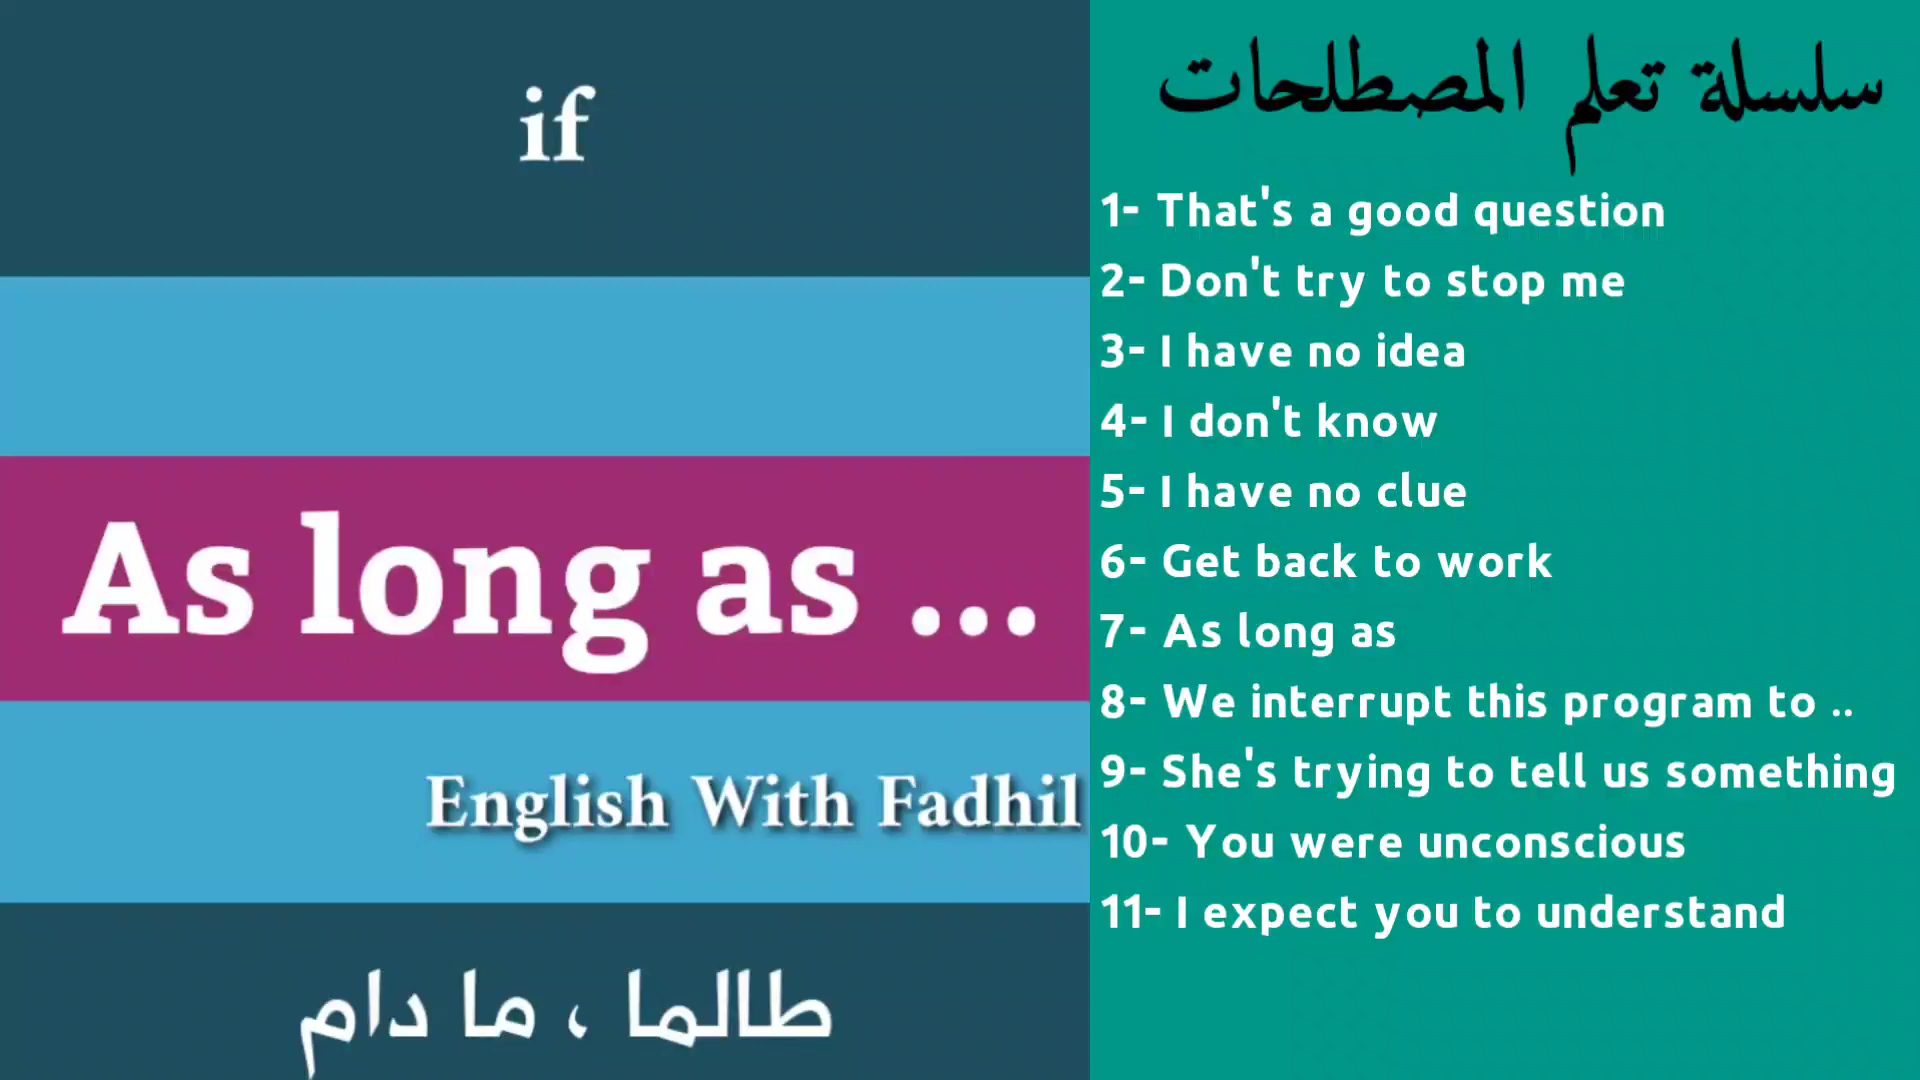 if
As long as ...
English With Fadhil
طالما ، ما دام
سلسلة تعلم المصطلحات
1- That's a good question
2- Don't try to stop me
3- I have no idea
4- I don't know
5- I have no clue
6- Get back to work
7- As long as
8- We interrupt this program to ..
9- She's trying to tell us something
10- You were unconscious
11- I expect you to understand